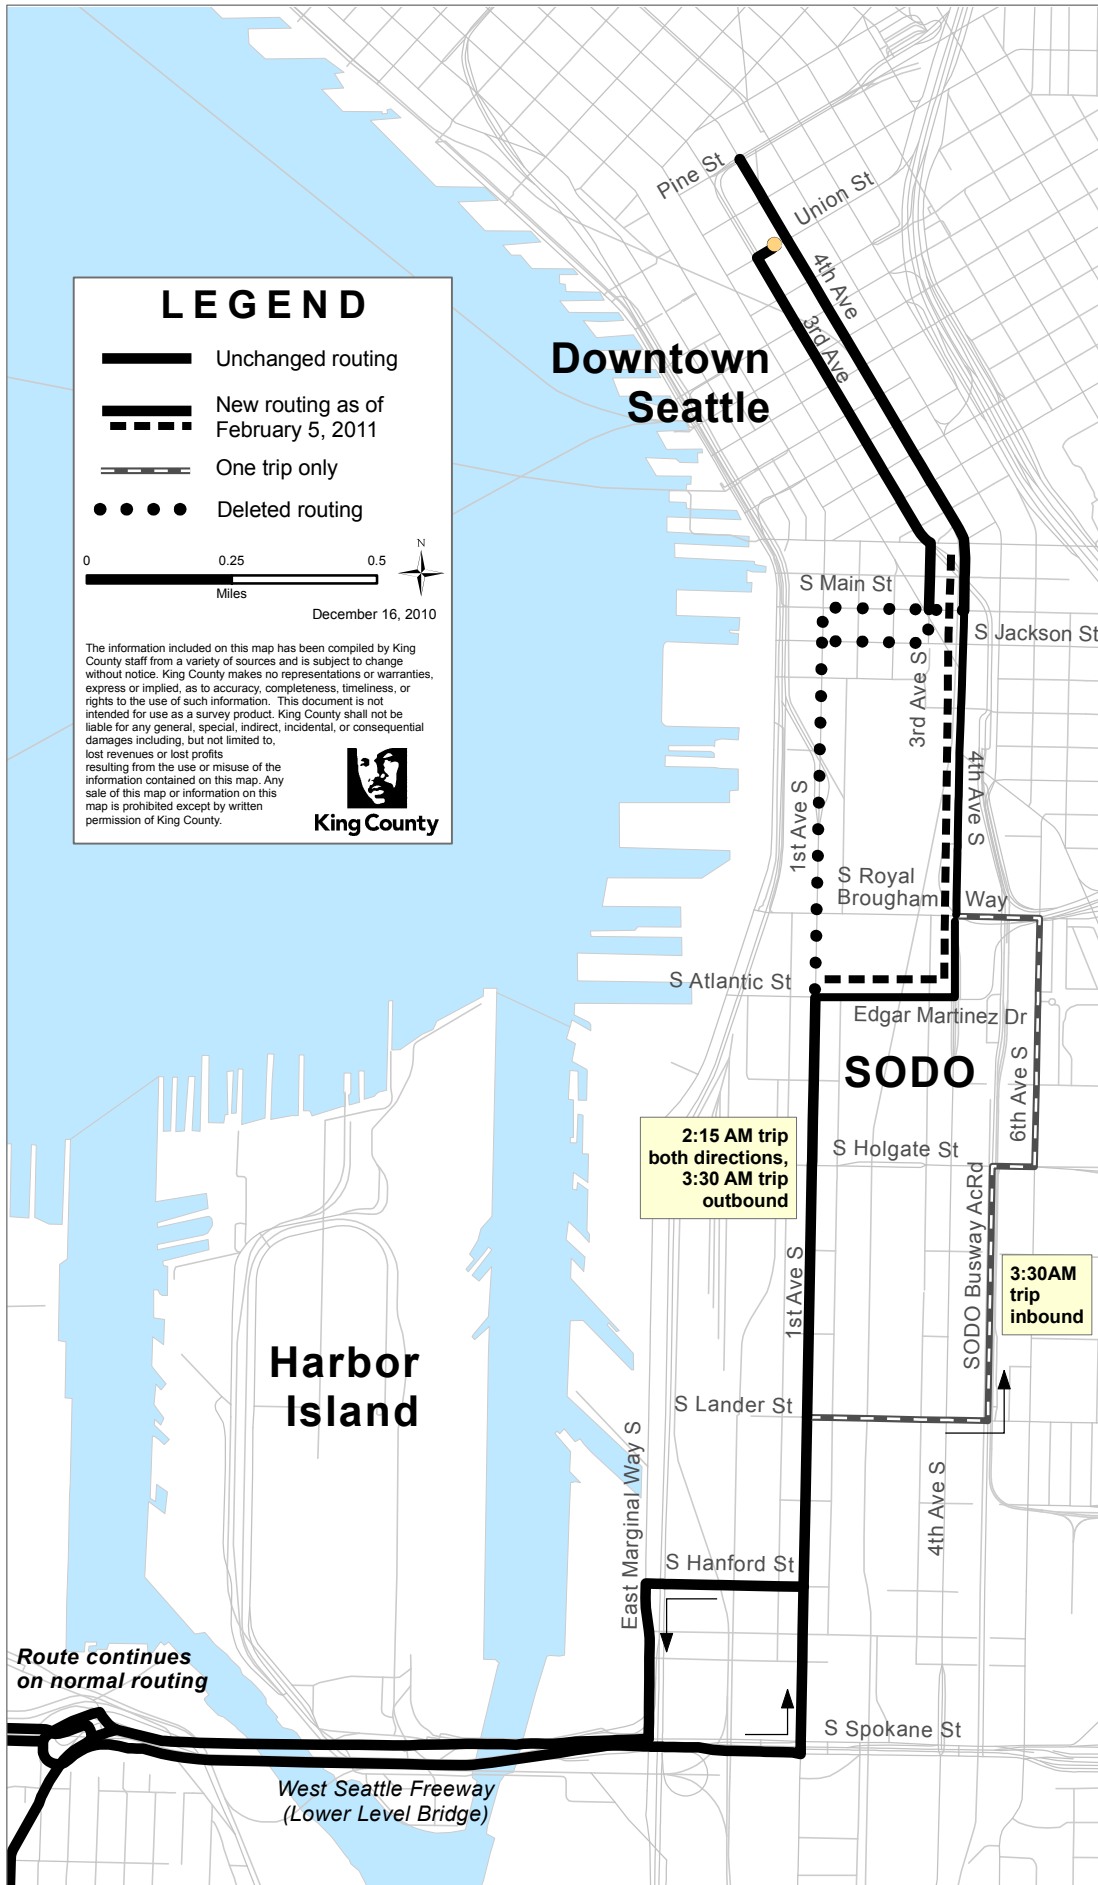 Pine St
Union St
4th Ave
3rd Ave
Downtown
Seattle
LEGEND
Unchanged routing
New routing as of
February 5, 2011
One trip only
Deleted routing
0 0.25 0.5
Miles
N
December 16, 2010
The information included on this map has been compiled by King
County staff from a variety of sources and is subject to change
without notice. King County makes no representations or warranties,
express or implied, as to accuracy, completeness, timeliness, or
rights to the use of such information. This document is not
intended for use as a survey product. King County shall not be
liable for any general, special, indirect, incidental, or consequential
damages including, but not limited to,
lost revenues or lost profits
resulting from the use or misuse of the
information contained on this map. Any
sale of this map or information on this
map is prohibited except by written
permission of King County.
King County
S Main St
S Jackson St
3rd Ave S
4th Ave S
1st Ave S
S Royal
Brougham Way
S Atlantic St
Edgar Martinez Dr
SODO
6th Ave S
2:15 AM trip
both directions,
3:30 AM trip
outbound
S Holgate St
SODO Busway AcRd
1st Ave S
3:30AM
trip
inbound
Harbor
Island
S Lander St
East Marginal Way S
4th Ave S
S Hanford St
Route continues
on normal routing
S Spokane St
West Seattle Freeway
(Lower Level Bridge)